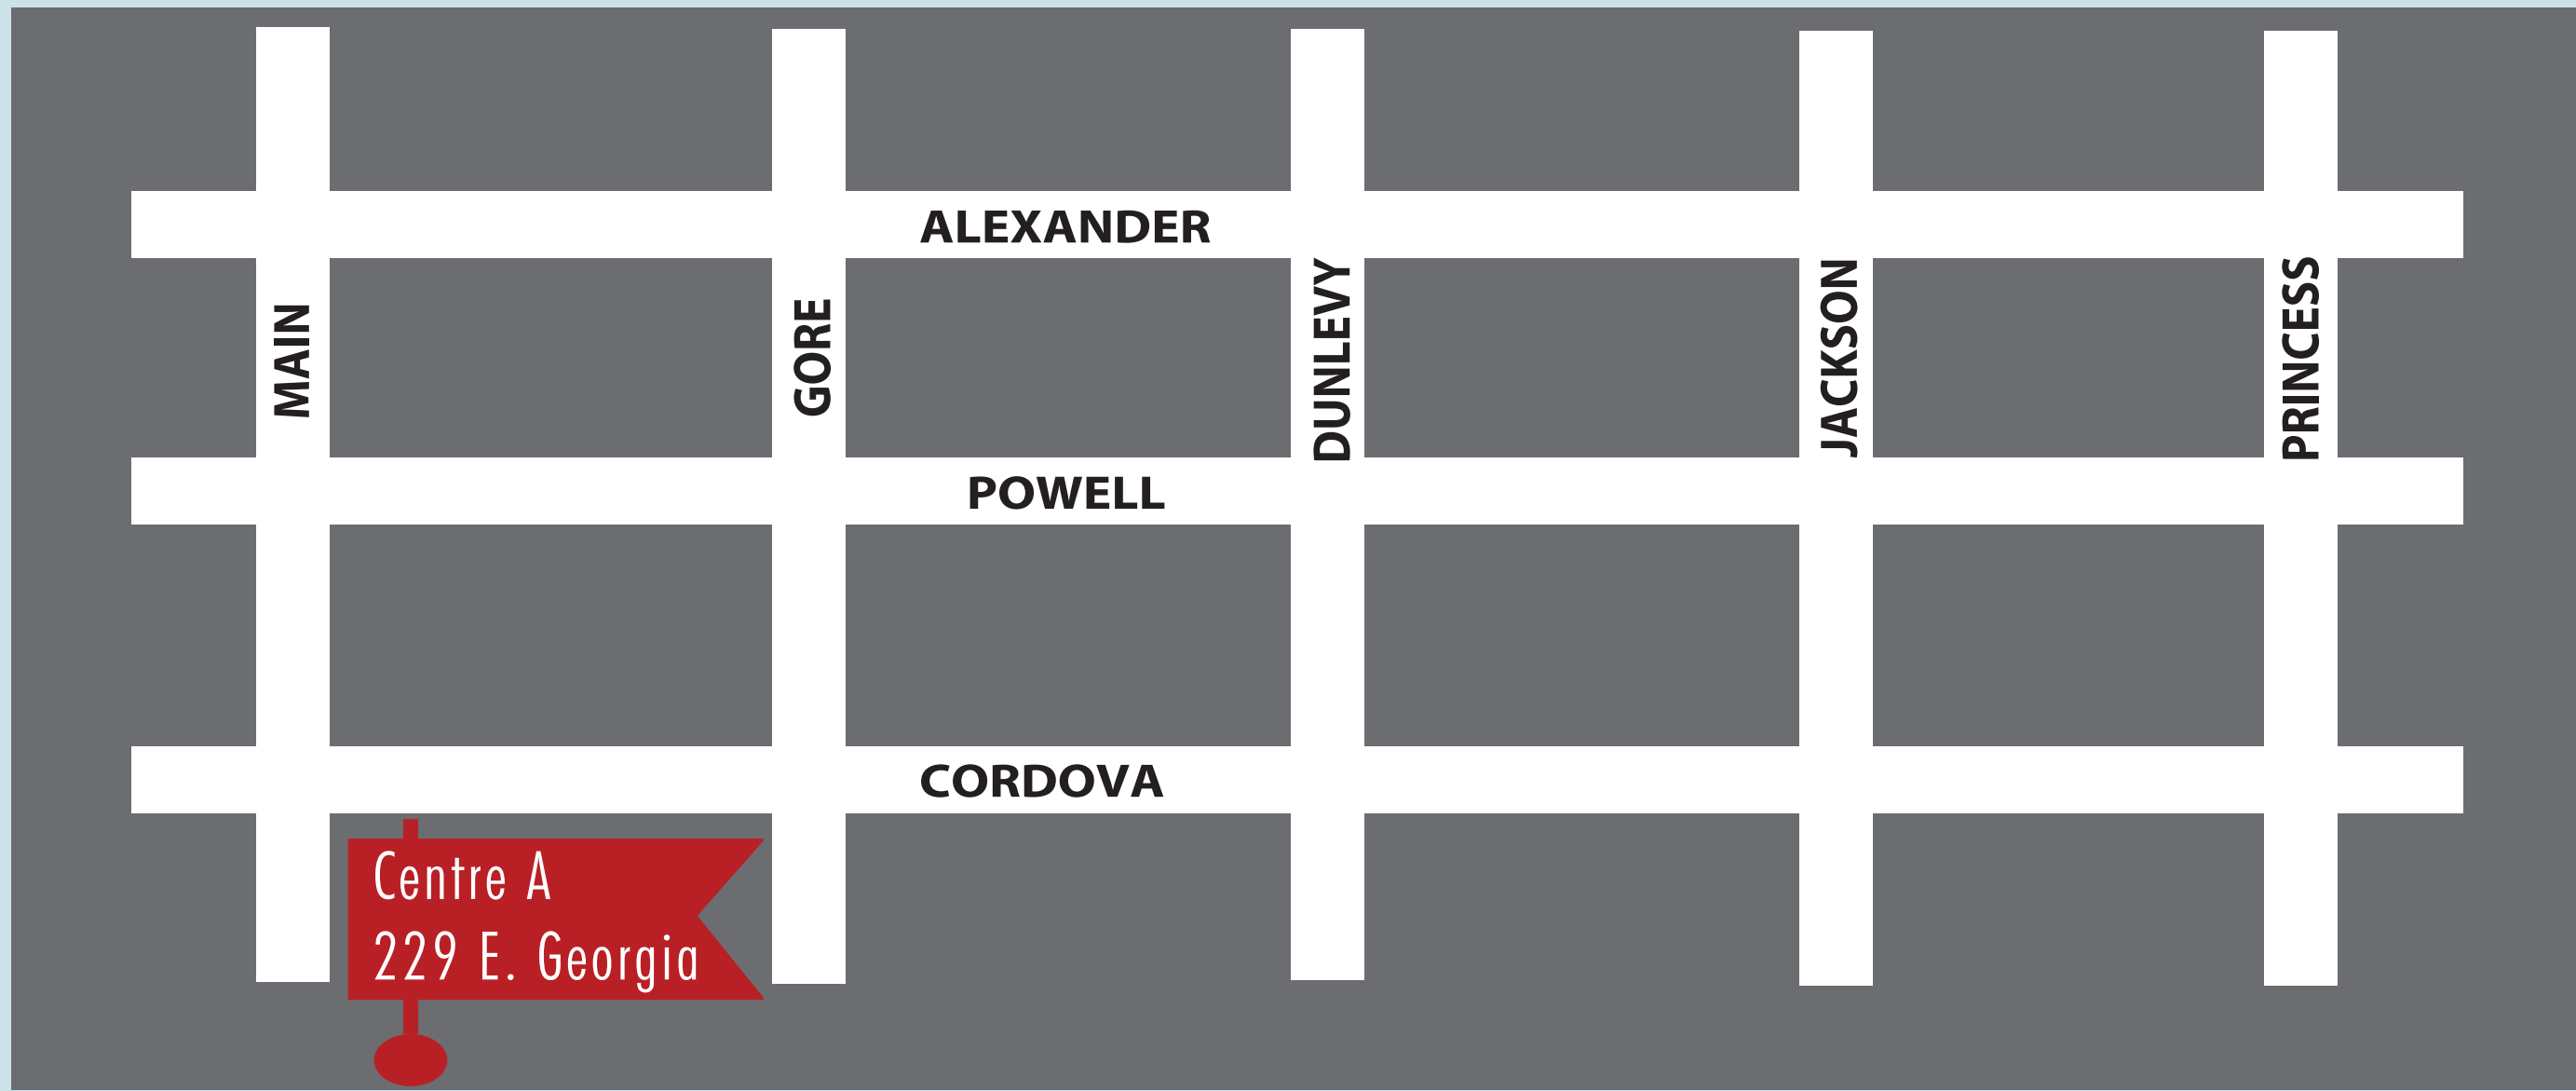 ALEXANDER
MAIN
GORE
DUNLEVY
JACKSON
PRINCESS
POWELL
CORDOVA
Centre A
229 E. Georgia